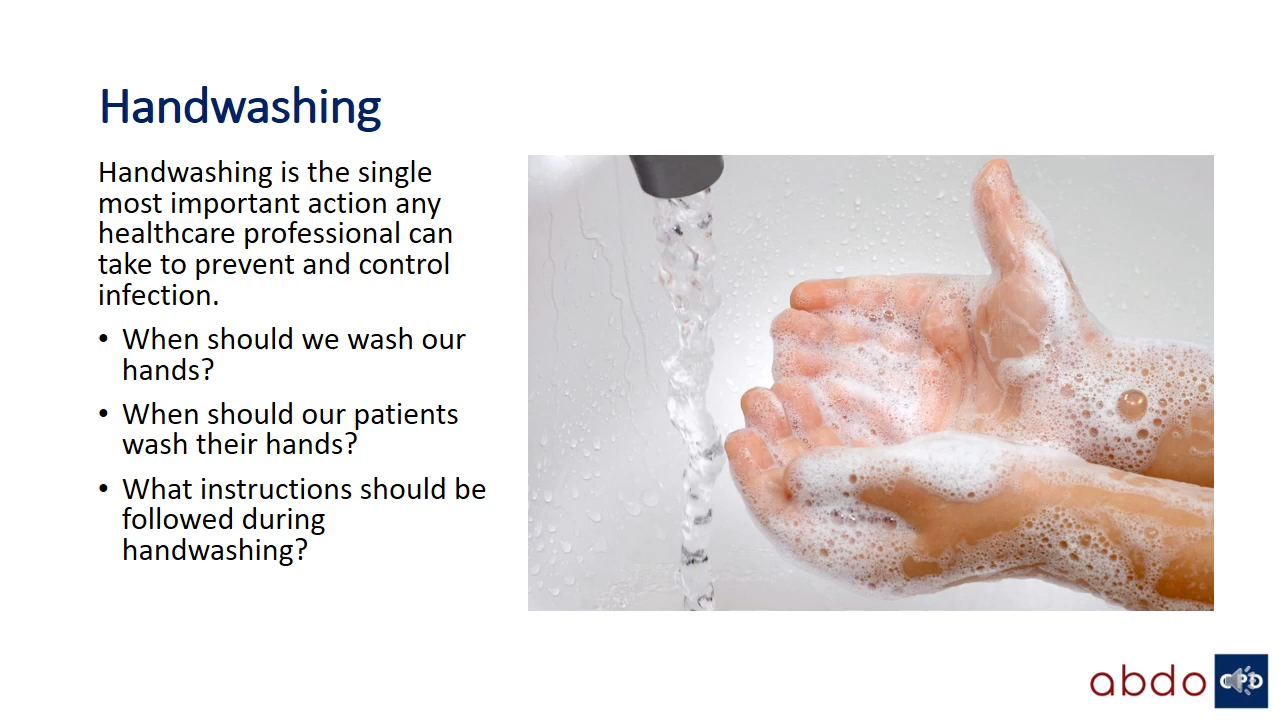 Handwashing
Handwashing is the single
most important action any
healthcare professional can
take to prevent and control
infection.
• When should we wash our
hands?
• When should our patients
wash their hands?
• What instructions should be
followed during
handwashing?
abdo CPD